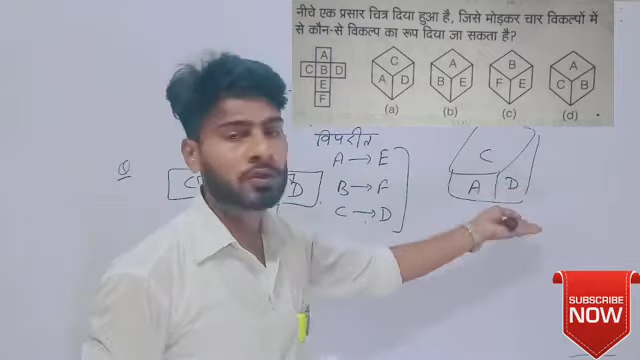 नीचे एक प्रसार चित्र दिया हुआ है, जिसे मोड़कर चार विकल्पों में
से कौन-से विकल्प का रूप दिया जा सकता है?
A
C B D
E
F
C
A D
(a)
A
B E
(b)
B
F E
(c)
A
C B
(d)
Q
विपरीत
A → E
B → F
C → D
C
D
C
A D
SUBSCRIBE
NOW